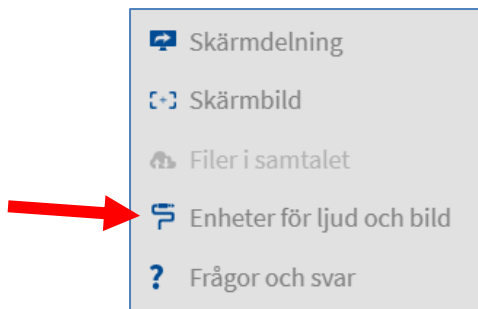 Skärmdelning
Skärmbild
Filer i samtalet
Enheter för ljud och bild
Frågor och svar